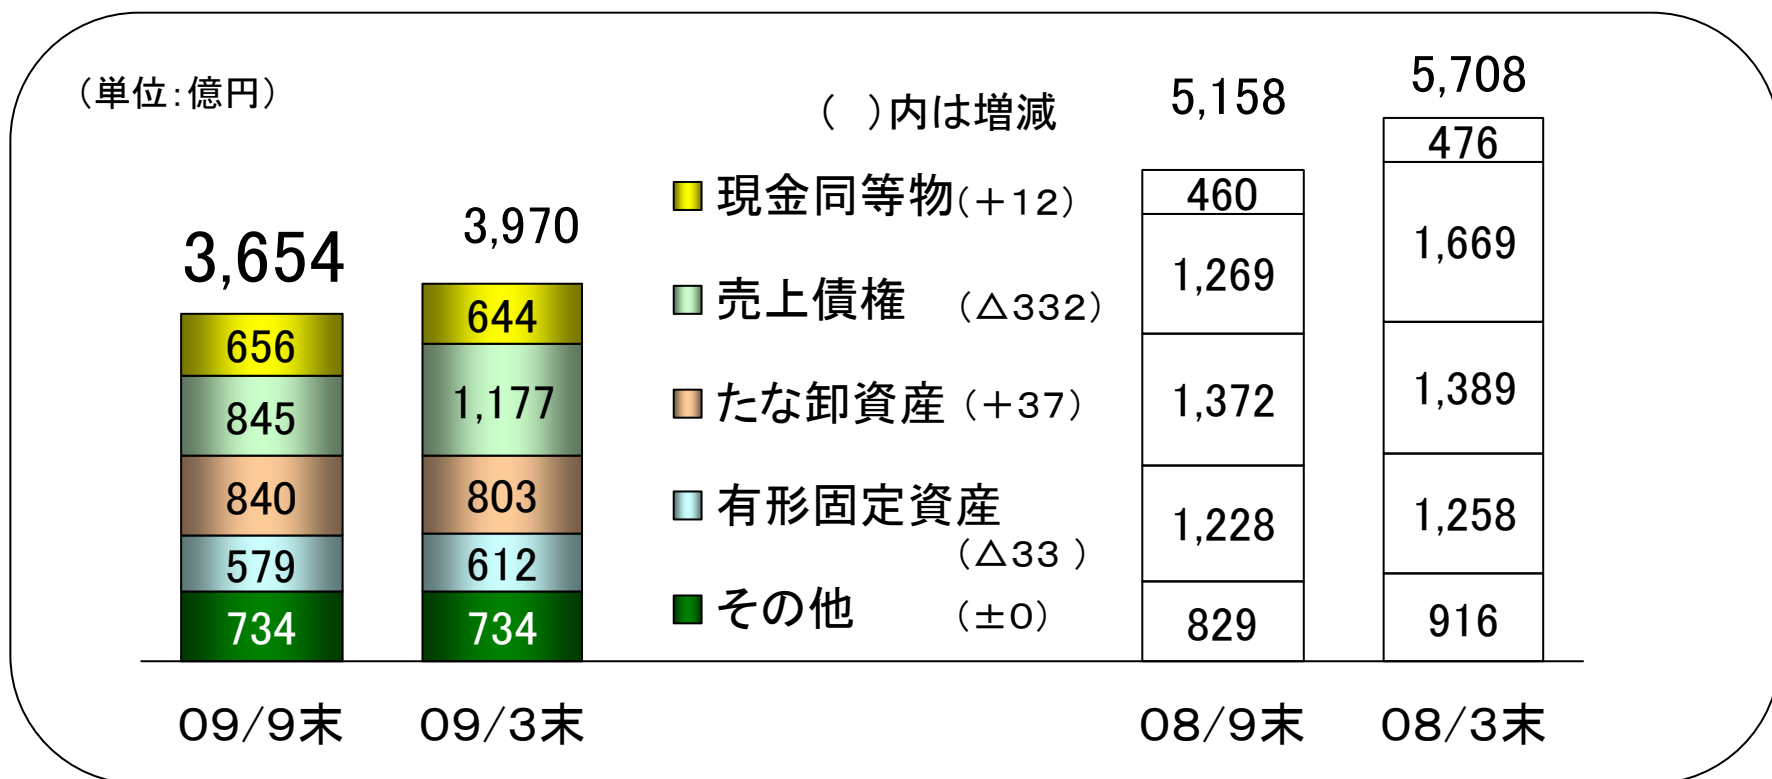 （単位：億円）
（　）内は増減
3,654
656
845
840
579
734
09/9末
3,970
644
1,177
803
612
734
09/3末
現金同等物（＋12）
売上債権（△332）
たな卸資産（＋37）
有形固定資産
（△33 ）
その他（±0）
5,158
460
1,269
1,372
1,228
829
08/9末
5,708
476
1,669
1,389
1,258
916
08/3末